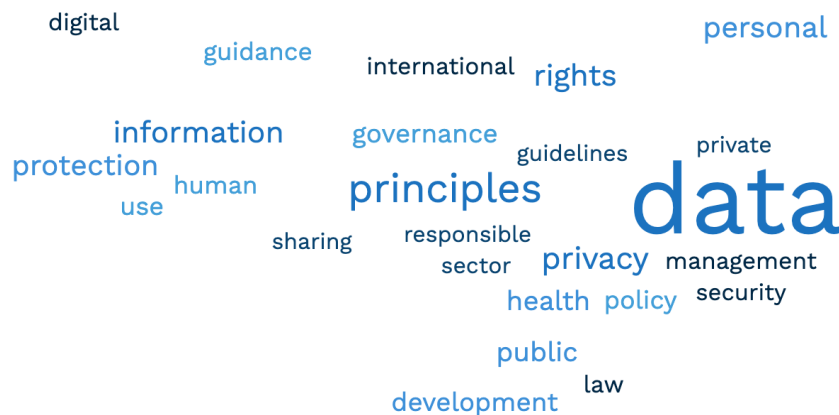 digital
personal
guidance
international
rights
information
governance
guidelines
private
protection
human
principles
data
use
sharing
responsible
sector
privacy
management
health
policy
security
public
law
development